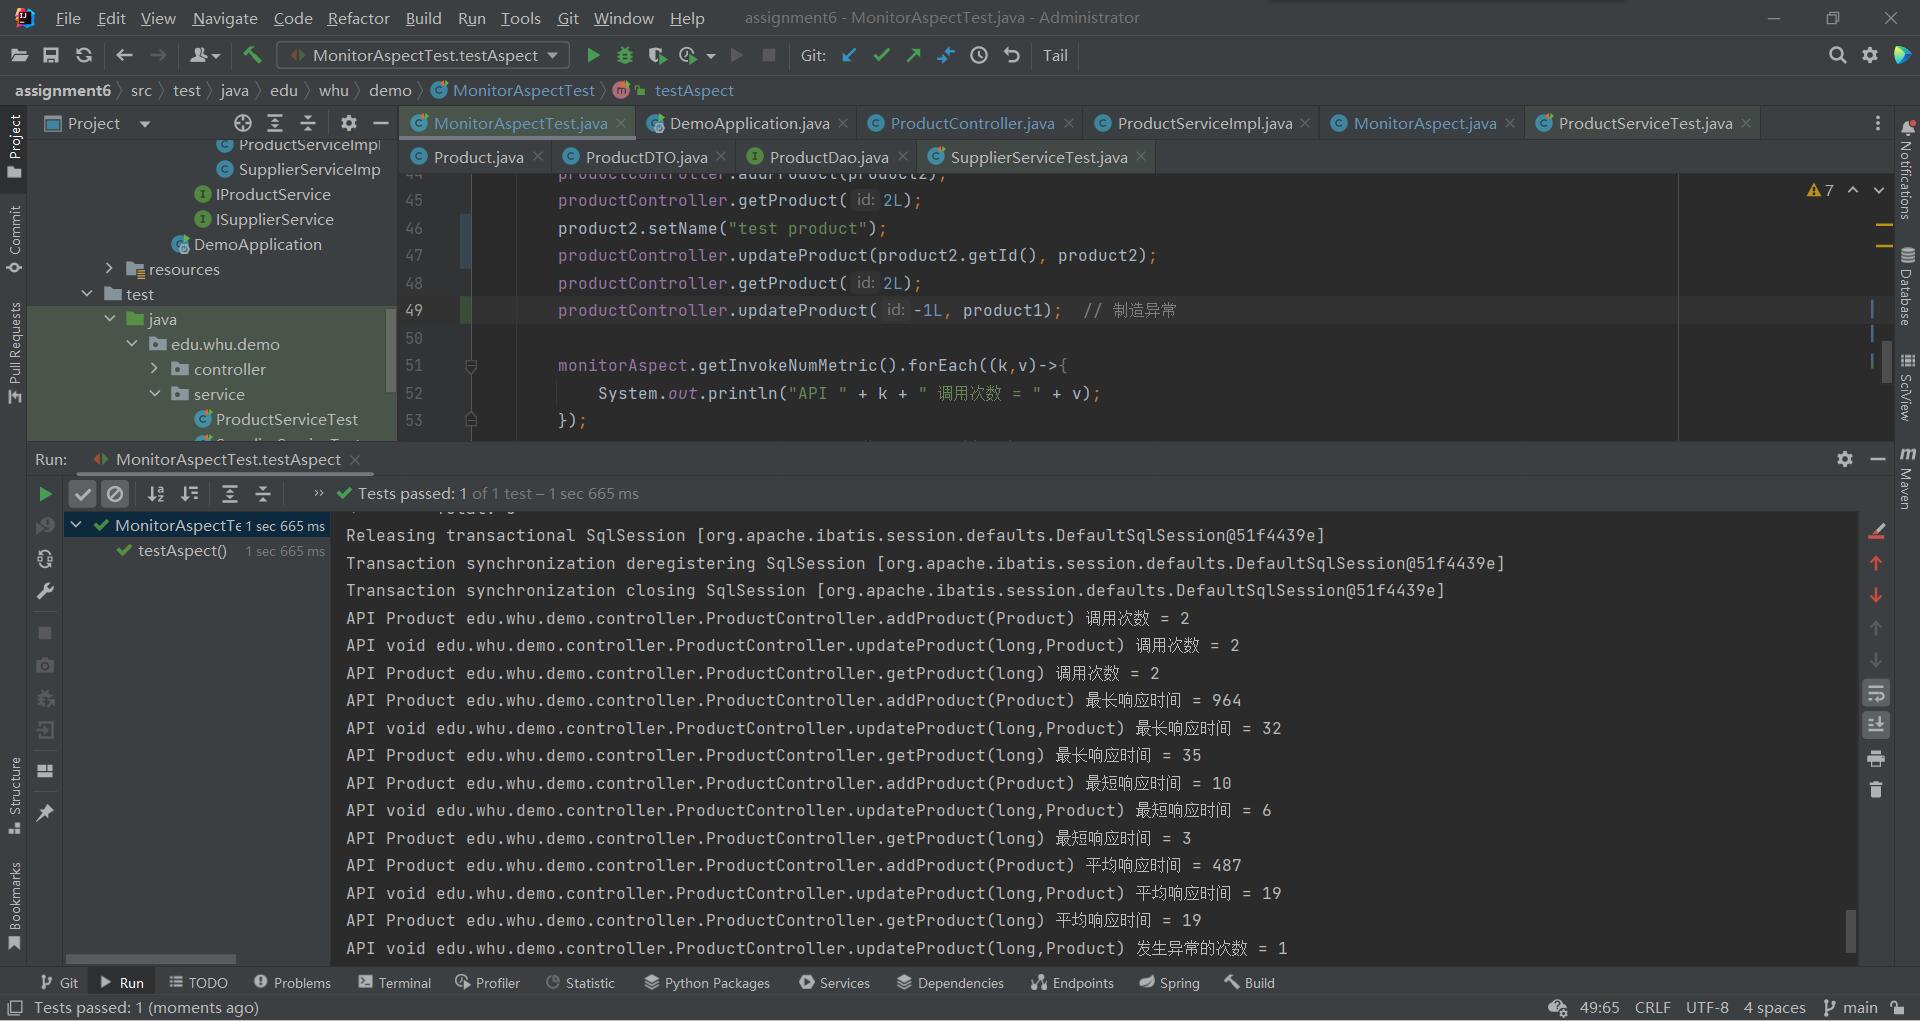 File Edit View Navigate Code Refactor Build Run Tools Git Window Help assignment6 - MonitorAspectTest.java - Administrator
MonitorAspectTest.testAspect Git: Tail
assignment6 src test java edu whu demo MonitorAspectTest testAspect
Project MonitorAspectTest.java DemoApplication.java ProductController.java ProductServiceImpl.java MonitorAspect.java ProductServiceTest.java
Product.java ProductDTO.java ProductDao.java SupplierServiceTest.java
ProductServiceImpl
SupplierServiceImp
IProductService
ISupplierService
DemoApplication
resources
test
java
edu.whu.demo
controller
service
ProductServiceTest
44 productController.addProduct(product2);
45 productController.getProduct( id: 2L);
46 product2.setName("test product");
47 productController.updateProduct(product2.getId(), product2);
48 productController.getProduct( id: 2L);
49 productController.updateProduct( id: -1L, product1);  // 制造异常
50
51 monitorAspect.getInvokeNumMetric().forEach((k,v)->{
52 System.out.println("API " + k + " 调用次数 = " + v);
53 });
7
Project
Commit
Pull Requests
Structure
Bookmarks
Notifications
Database
SciView
Maven
Run: MonitorAspectTest.testAspect
Tests passed: 1 of 1 test – 1 sec 665 ms
MonitorAspectTe 1 sec 665 ms
testAspect() 1 sec 665 ms
Releasing transactional SqlSession [org.apache.ibatis.session.defaults.DefaultSqlSession@51f4439e]
Transaction synchronization deregistering SqlSession [org.apache.ibatis.session.defaults.DefaultSqlSession@51f4439e]
Transaction synchronization closing SqlSession [org.apache.ibatis.session.defaults.DefaultSqlSession@51f4439e]
API Product edu.whu.demo.controller.ProductController.addProduct(Product) 调用次数 = 2
API void edu.whu.demo.controller.ProductController.updateProduct(long,Product) 调用次数 = 2
API Product edu.whu.demo.controller.ProductController.getProduct(long) 调用次数 = 2
API Product edu.whu.demo.controller.ProductController.addProduct(Product) 最长响应时间 = 964
API void edu.whu.demo.controller.ProductController.updateProduct(long,Product) 最长响应时间 = 32
API Product edu.whu.demo.controller.ProductController.getProduct(long) 最长响应时间 = 35
API Product edu.whu.demo.controller.ProductController.addProduct(Product) 最短响应时间 = 10
API void edu.whu.demo.controller.ProductController.updateProduct(long,Product) 最短响应时间 = 6
API Product edu.whu.demo.controller.ProductController.getProduct(long) 最短响应时间 = 3
API Product edu.whu.demo.controller.ProductController.addProduct(Product) 平均响应时间 = 487
API void edu.whu.demo.controller.ProductController.updateProduct(long,Product) 平均响应时间 = 19
API Product edu.whu.demo.controller.ProductController.getProduct(long) 平均响应时间 = 19
API void edu.whu.demo.controller.ProductController.updateProduct(long,Product) 发生异常的次数 = 1
Git Run TODO Problems Terminal Profiler Statistic Python Packages Services Dependencies Endpoints Spring Build
Tests passed: 1 (moments ago) 49:65 CRLF UTF-8 4 spaces main